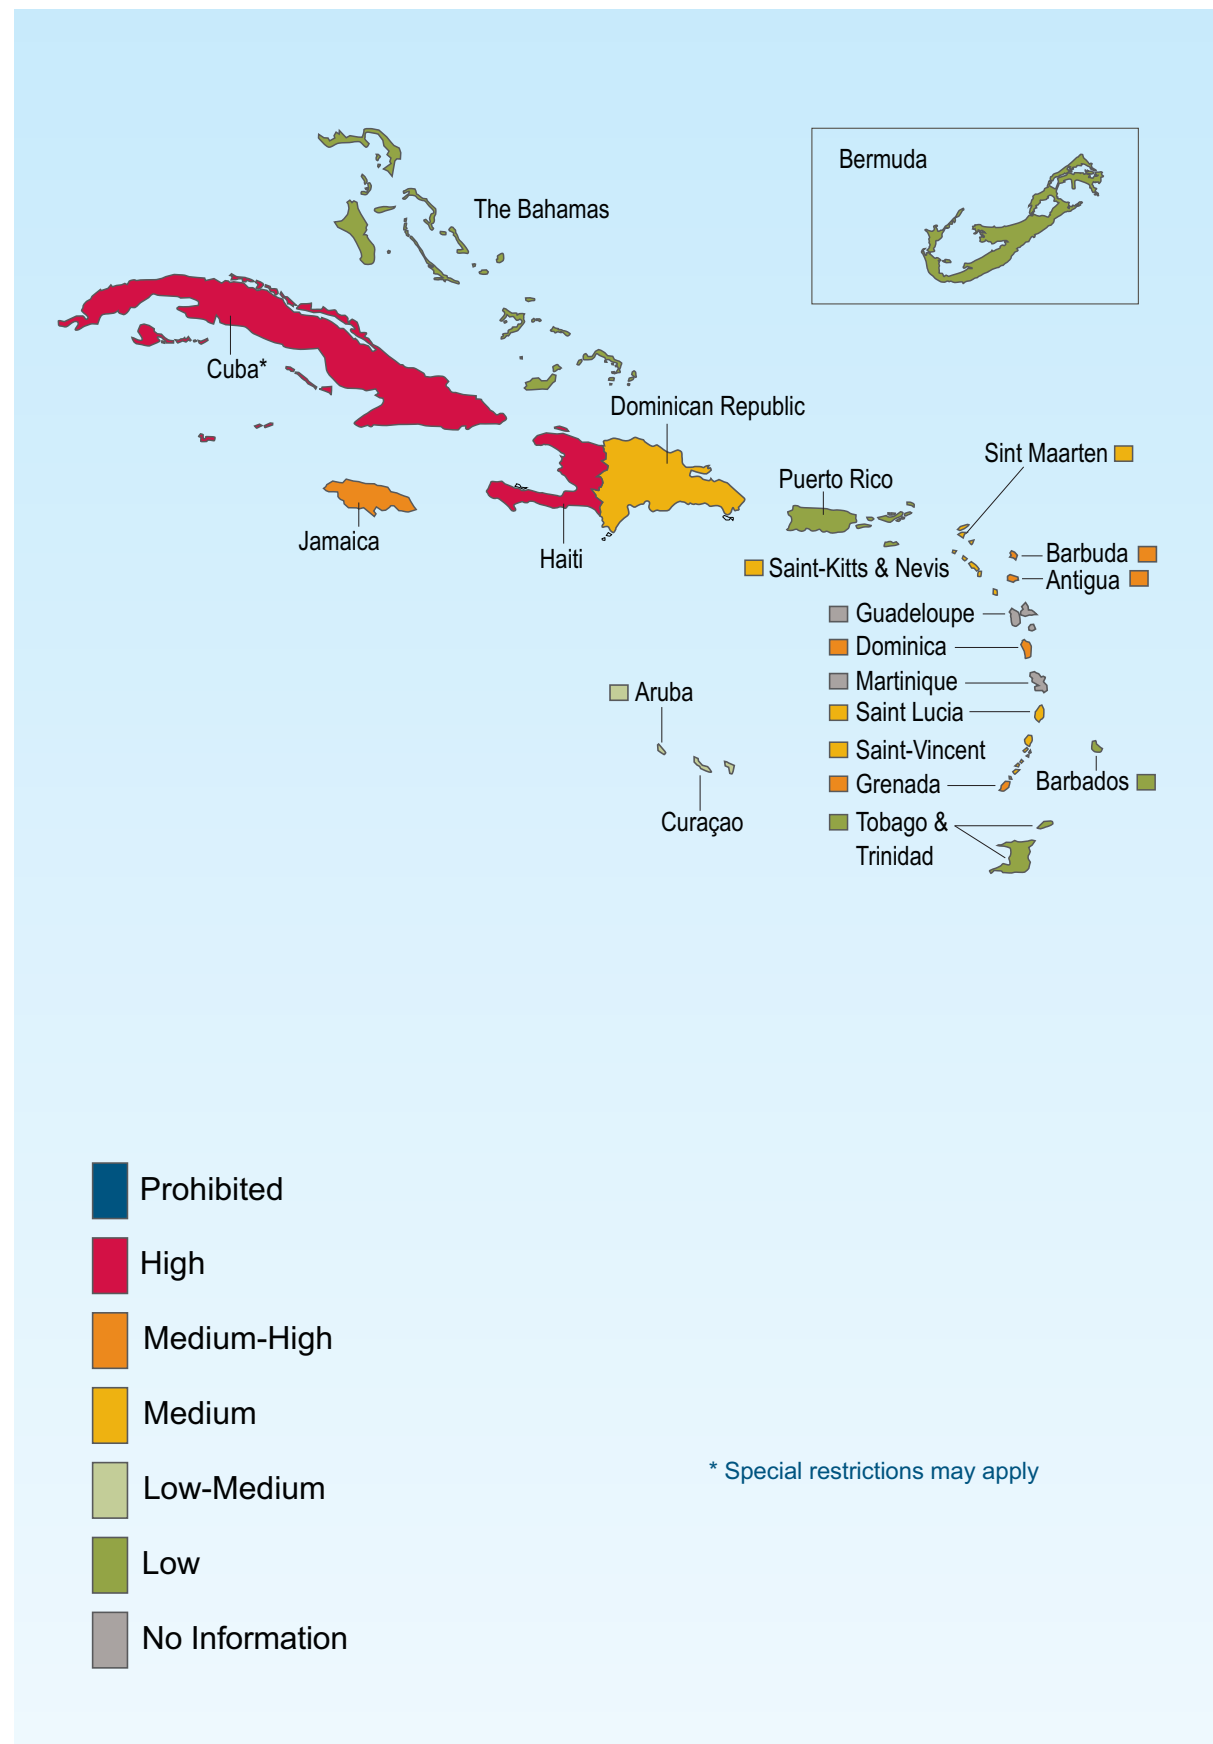 Bermuda
The Bahamas
Cuba*
Dominican Republic
Sint Maarten
Puerto Rico
Jamaica
Haiti
Barbuda
Saint-Kitts & Nevis
Antigua
Guadeloupe
Dominica
Martinique
Aruba
Saint Lucia
Saint-Vincent
Grenada
Barbados
Curaçao
Tobago &
Trinidad
Prohibited
High
Medium-High
Medium
Low-Medium
* Special restrictions may apply
Low
No Information